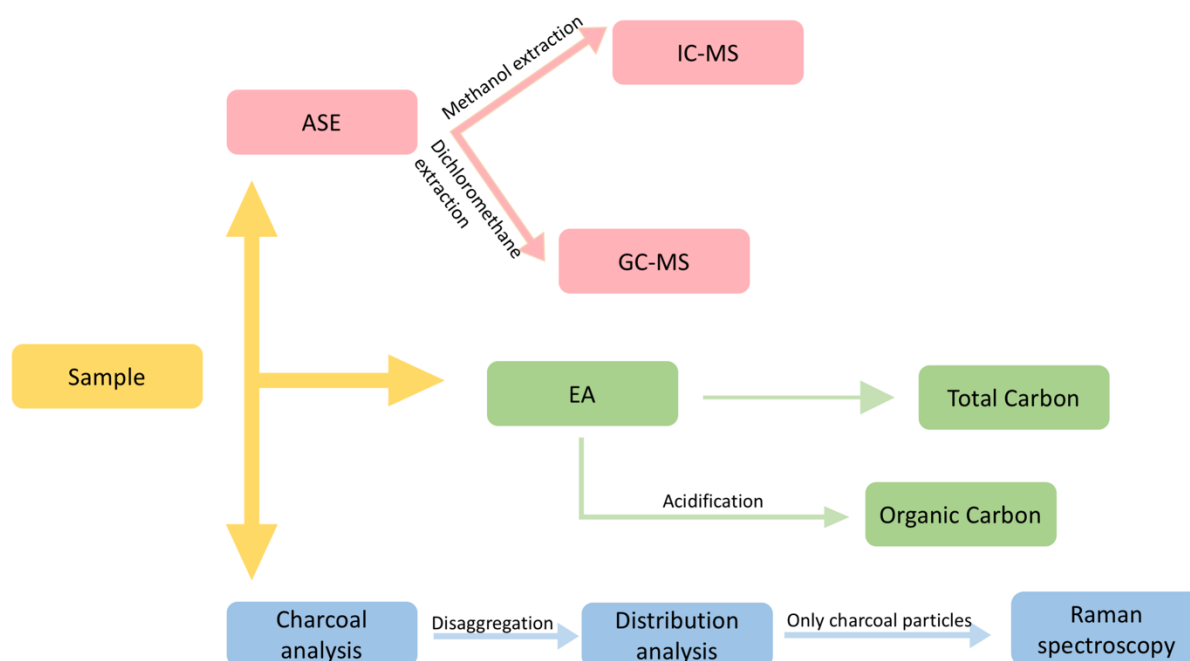 IC-MS
Methanol extraction
ASE
Dichloromethane
extraction
GC-MS
Sample
EA
Total Carbon
Acidification
Organic Carbon
Charcoal
analysis
Disaggregation
Distribution
analysis
Only charcoal particles
Raman
spectroscopy